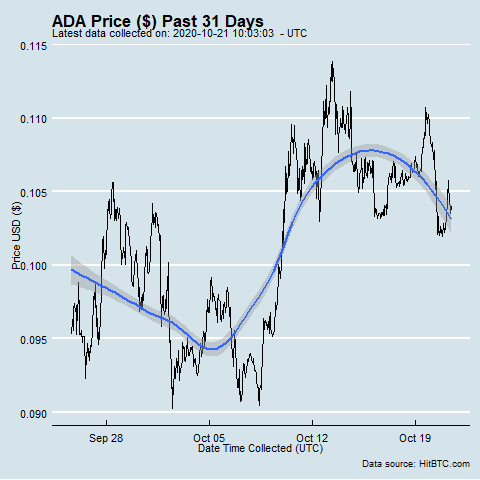 ADA Price ($) Past 31 Days
Latest data collected on: 2020-10-21 10:03:03 - UTC
0.115
0.110
0.105
0.100
0.095
0.090
Price USD ($)
Sep 28 Oct 05 Oct 12 Oct 19
Date Time Collected (UTC)
Data source: HitBTC.com